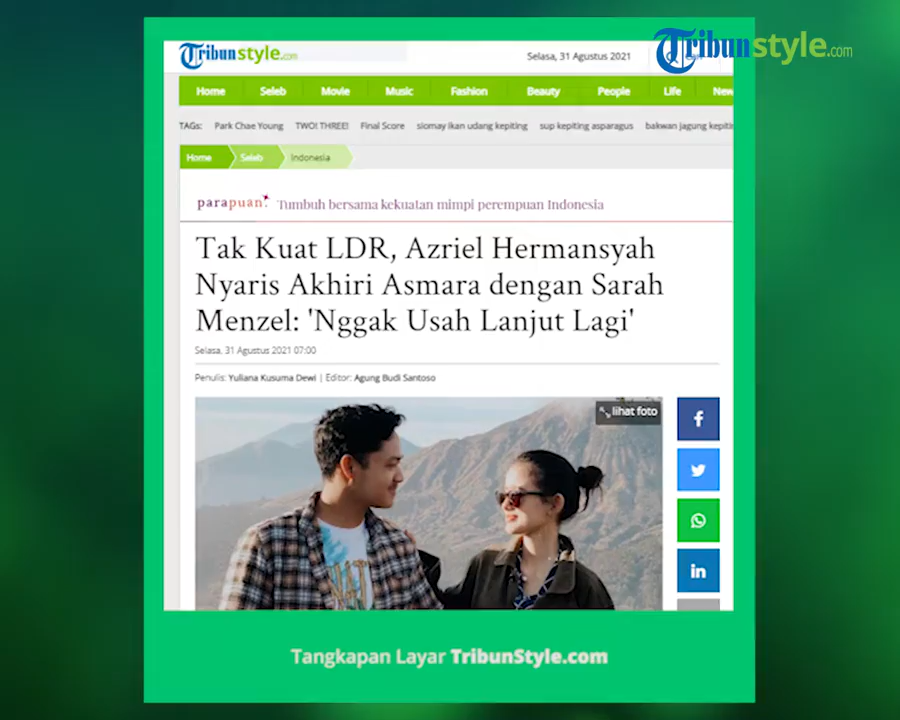 Tribunstyle.com
Tribunstyle.com
Selasa, 31 Agustus 2021
Home Seleb Movie Music Fashion Beauty People Life New
TAGs: Park Chae Young TWO! THREE! Final Score siomay ikan udang kepiting sup kepiting asparagus bakwan jagung kepiti
Home Seleb Indonesia
parapuan. Tumbuh bersama kekuatan mimpi perempuan Indonesia
Tak Kuat LDR, Azriel Hermansyah
Nyaris Akhiri Asmara dengan Sarah
Menzel: 'Nggak Usah Lanjut Lagi'
Selasa, 31 Agustus 2021 07:00
Penulis: Yuliana Kusuma Dewi | Editor: Agung Budi Santoso
lihat foto
Tangkapan Layar TribunStyle.com